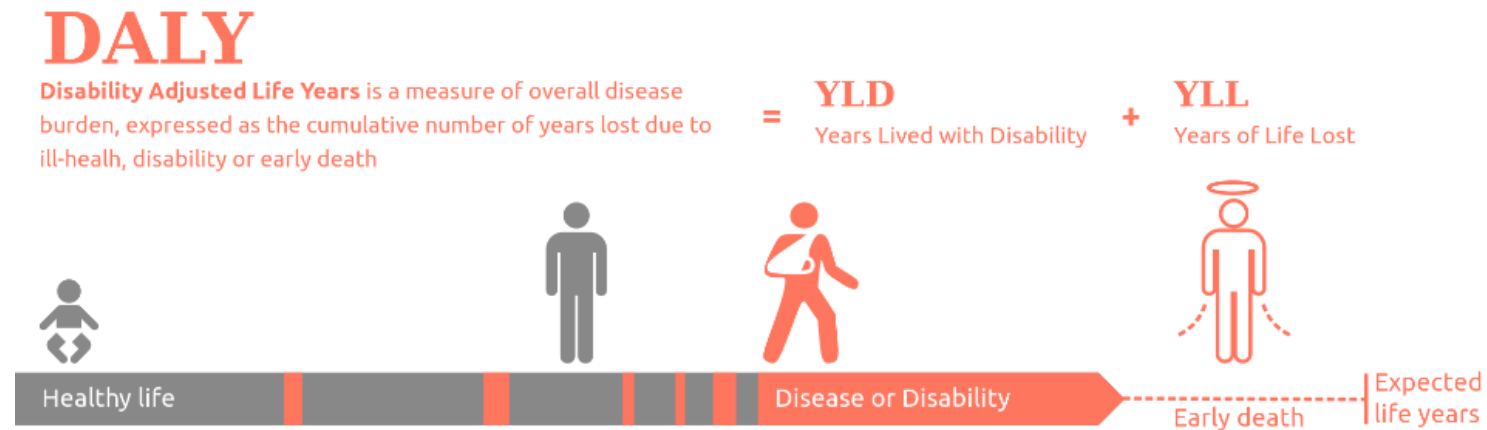 DALY
Disability Adjusted Life Years is a measure of overall disease
burden, expressed as the cumulative number of years lost due to
ill-healh, disability or early death
=
YLD
Years Lived with Disability
+
YLL
Years of Life Lost
Healthy life
Disease or Disability
Early death
Expected
life years